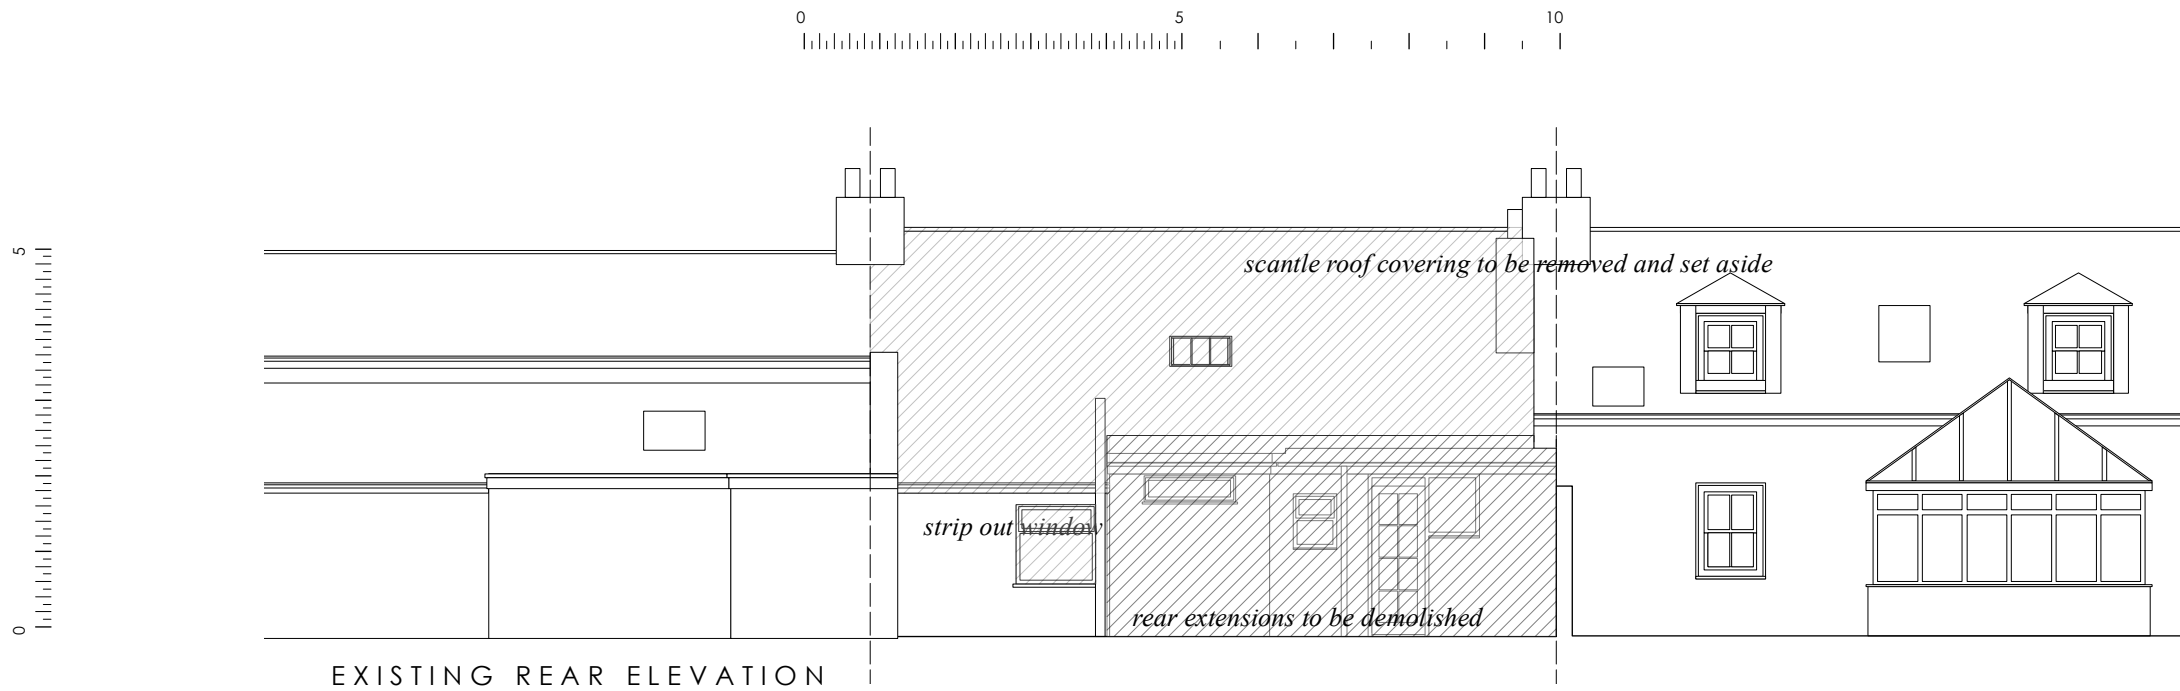 0 5 10
5
scantle roof covering to be removed and set aside
strip out window
rear extensions to be demolished
0
EXISTING REAR ELEVATION